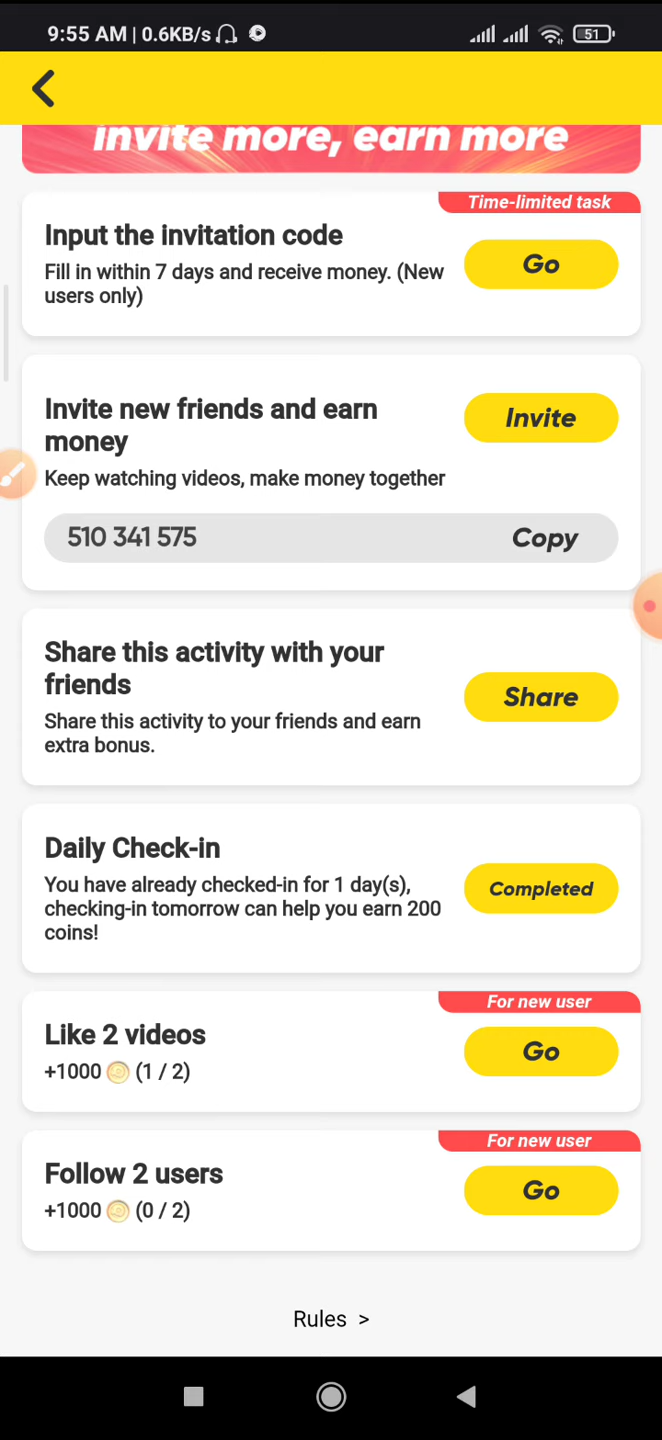 9:55 AM | 0.6KB/s
51
invite more, earn more
Time-limited task
Input the invitation code
Fill in within 7 days and receive money. (New
users only)
Go
Invite new friends and earn
money
Invite
Keep watching videos, make money together
510 341 575
Copy
Share this activity with your
friends
Share this activity to your friends and earn
extra bonus.
Share
Daily Check-in
You have already checked-in for 1 day(s),
checking-in tomorrow can help you earn 200
coins!
Completed
For new user
Like 2 videos
+1000 (1 / 2)
Go
For new user
Follow 2 users
+1000 (0 / 2)
Go
Rules >